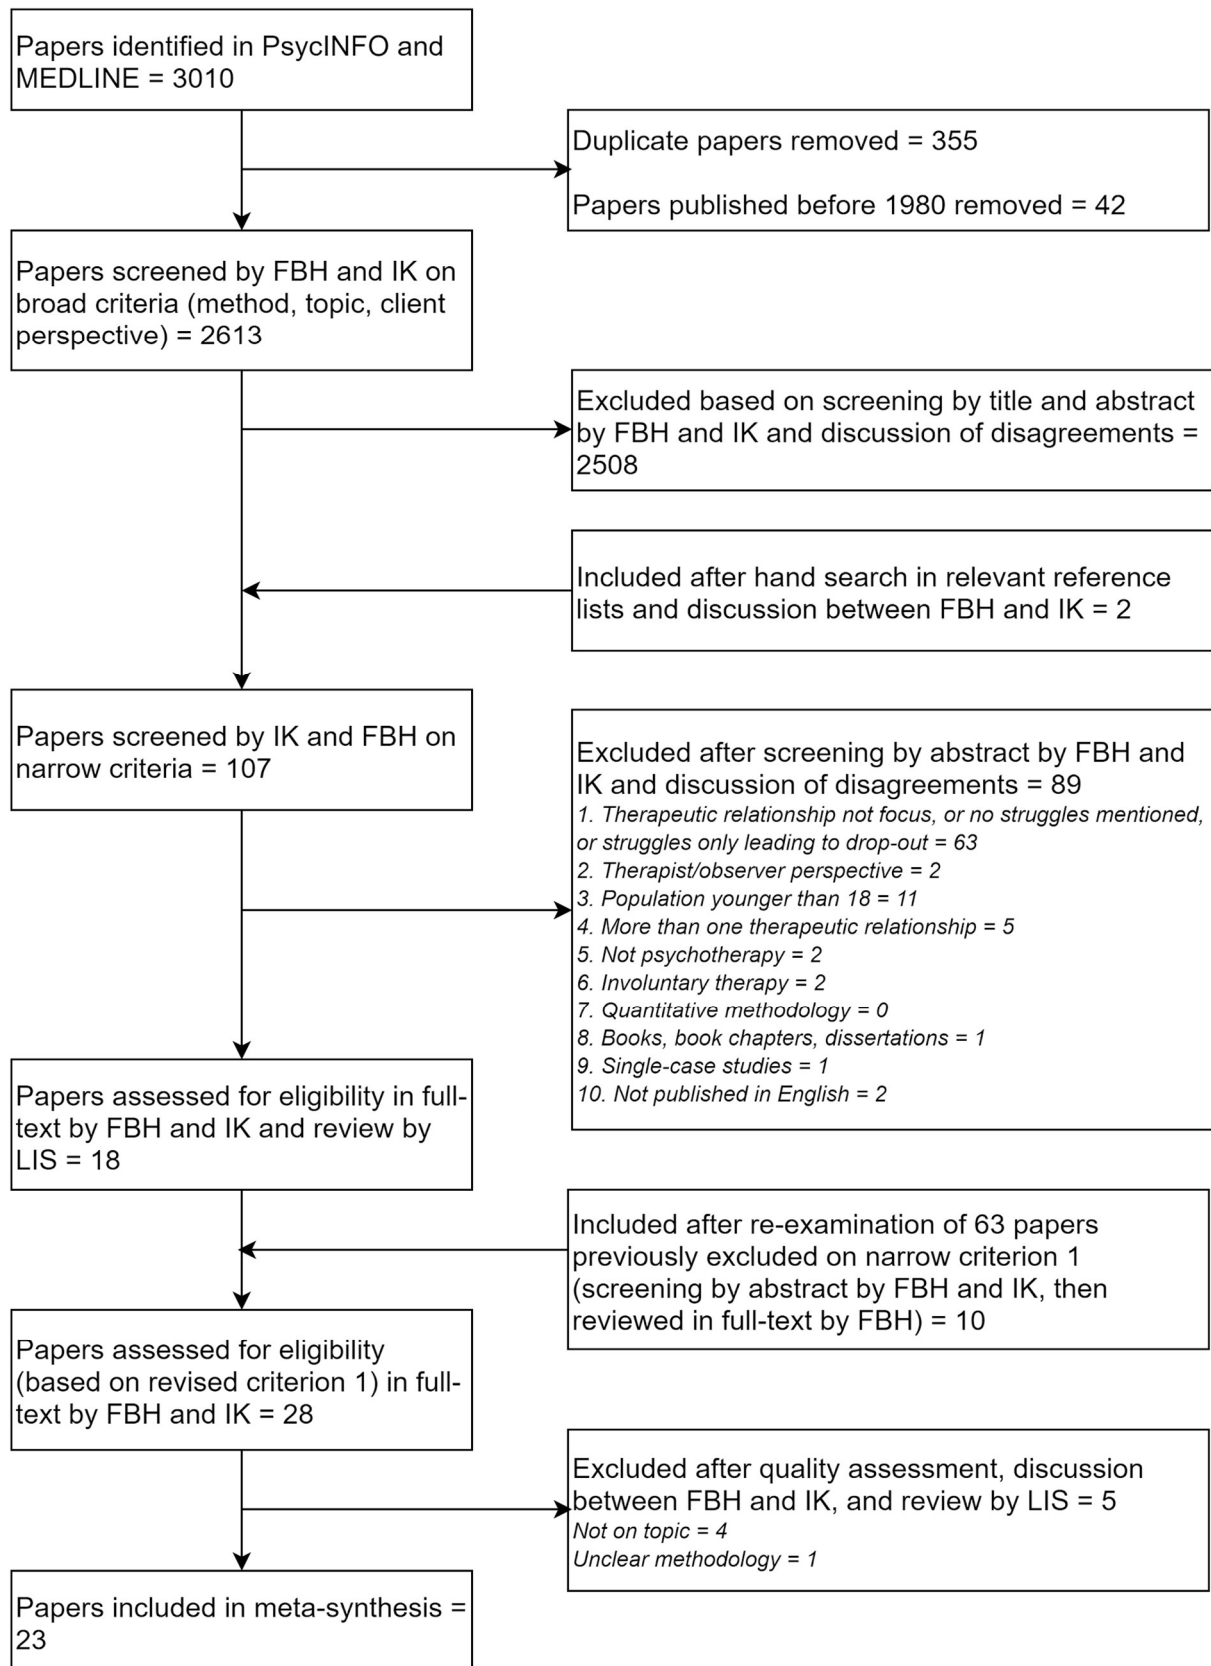 Papers identified in PsycINFO and
MEDLINE = 3010
Duplicate papers removed = 355
Papers published before 1980 removed = 42
Papers screened by FBH and IK on
broad criteria (method, topic, client
perspective) = 2613
Excluded based on screening by title and abstract
by FBH and IK and discussion of disagreements =
2508
Included after hand search in relevant reference
lists and discussion between FBH and IK = 2
Papers screened by IK and FBH on
narrow criteria = 107
Excluded after screening by abstract by FBH and
IK and discussion of disagreements = 89
1. Therapeutic relationship not focus, or no struggles mentioned,
or struggles only leading to drop-out = 63
2. Therapist/observer perspective = 2
3. Population younger than 18 = 11
4. More than one therapeutic relationship = 5
5. Not psychotherapy = 2
6. Involuntary therapy = 2
7. Quantitative methodology = 0
8. Books, book chapters, dissertations = 1
9. Single-case studies = 1
10. Not published in English = 2
Papers assessed for eligibility in full-
text by FBH and IK and review by
LIS = 18
Included after re-examination of 63 papers
previously excluded on narrow criterion 1
(screening by abstract by FBH and IK, then
reviewed in full-text by FBH) = 10
Papers assessed for eligibility
(based on revised criterion 1) in full-
text by FBH and IK = 28
Excluded after quality assessment, discussion
between FBH and IK, and review by LIS = 5
Not on topic = 4
Unclear methodology = 1
Papers included in meta-synthesis =
23